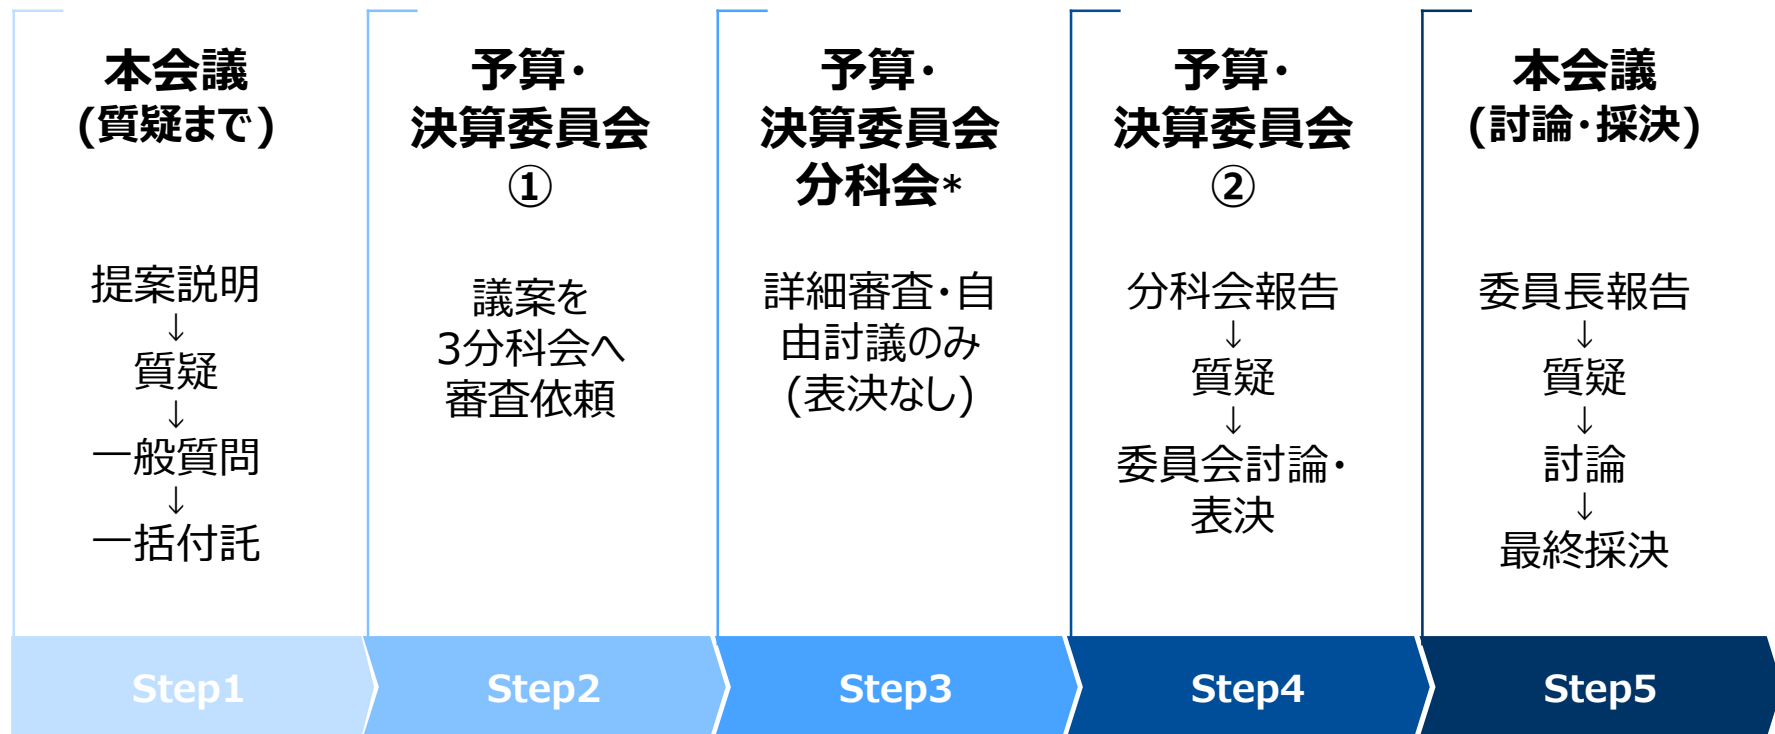 本会議
(質疑まで)
提案説明
↓
質疑
↓
一般質問
↓
一括付託
Step1
予算・
決算委員会
①
議案を
3分科会へ
審査依頼
Step2
予算・
決算委員会
分科会*
詳細審査・自
由討議のみ
(表決なし)
Step3
予算・
決算委員会
②
分科会報告
↓
質疑
↓
委員会討論・
表決
Step4
本会議
(討論・採決)
委員長報告
↓
質疑
↓
討論
↓
最終採決
Step5